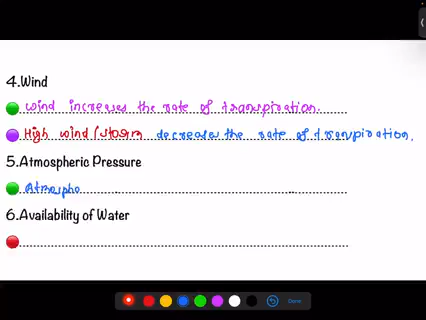 4.Wind
Wind increases the rate of transpiration.
High wind / storm decreases the rate of transpiration.
5.Atmospheric Pressure
Atmospho
6.Availability of Water
Done